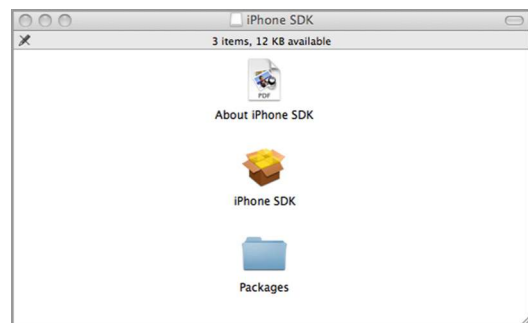 iPhone SDK
3 items, 12 KB available
PDF
About iPhone SDK
iPhone SDK
Packages